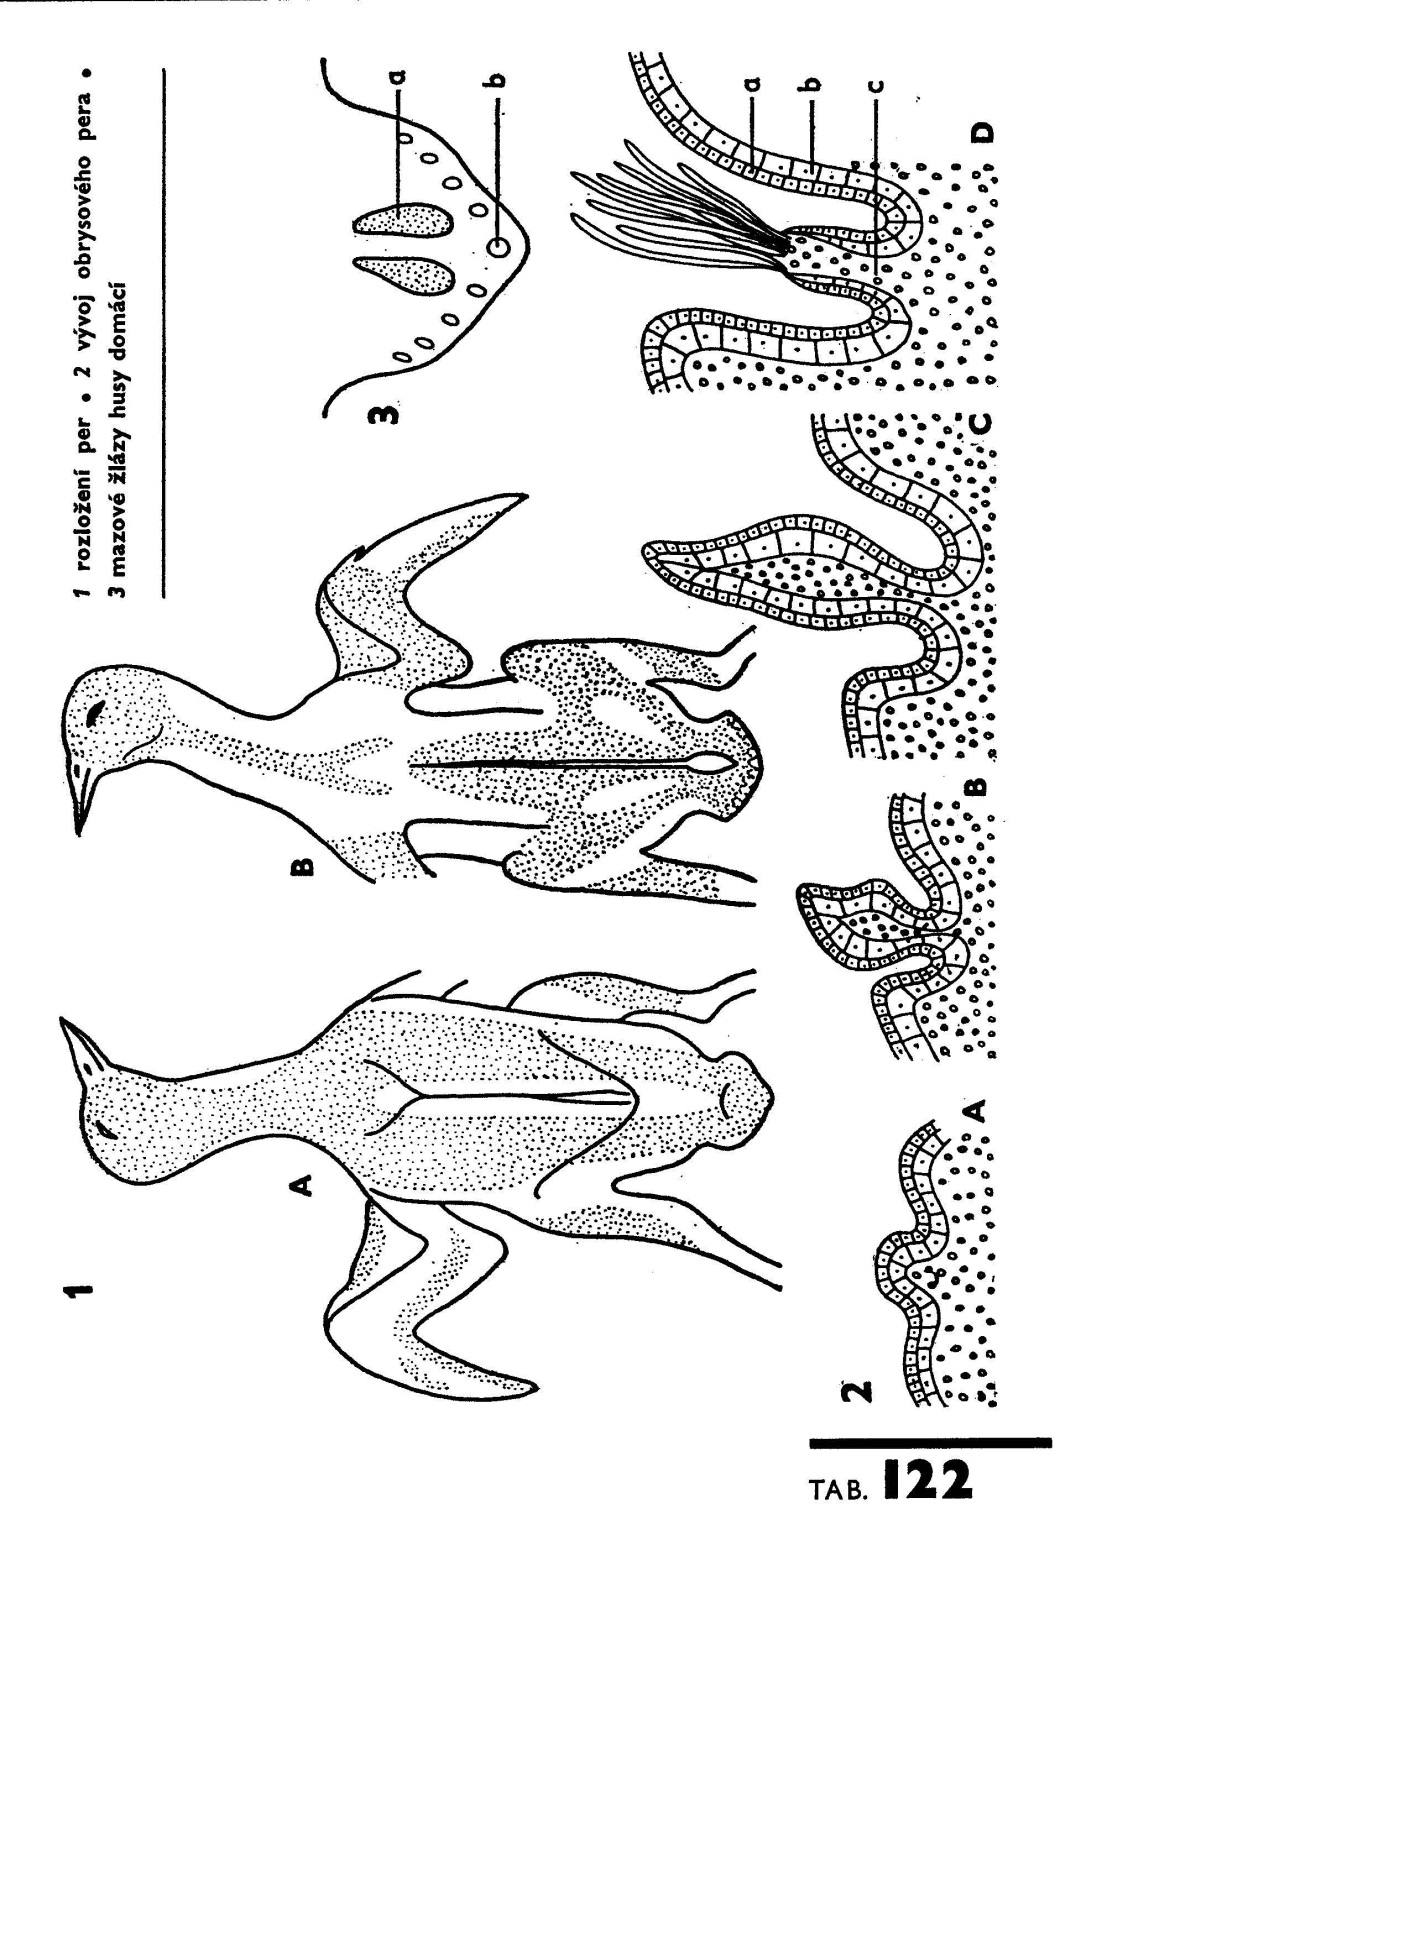 1 rozložení per • 2 vývoj obrysového pera •
3 mazové žlázy husy domácí
1
A
B
3
a
b
2
A
B
C
D
a
b
c
TAB. 122